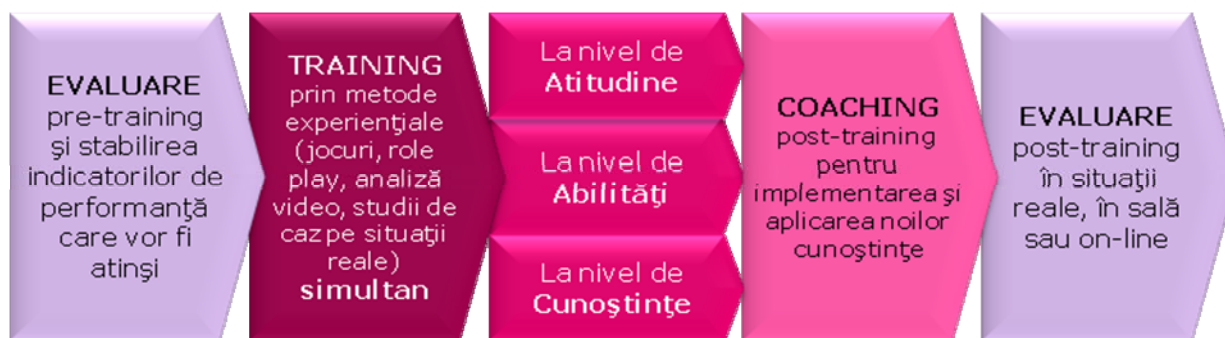 EVALUARE
pre-training
şi stabilirea
indicatorilor de
performanţă
care vor fi
atinşi
TRAINING
prin metode
experienţiale
(jocuri, role
play, analiză
video, studii de
caz pe situaţii
reale)
simultan
La nivel de
Atitudine
La nivel de
Abilităţi
La nivel de
Cunoştinţe
COACHING
post-training
pentru
implementarea şi
aplicarea noilor
cunoştinţe
EVALUARE
post-training
în situaţii
reale, în sală
sau on-line